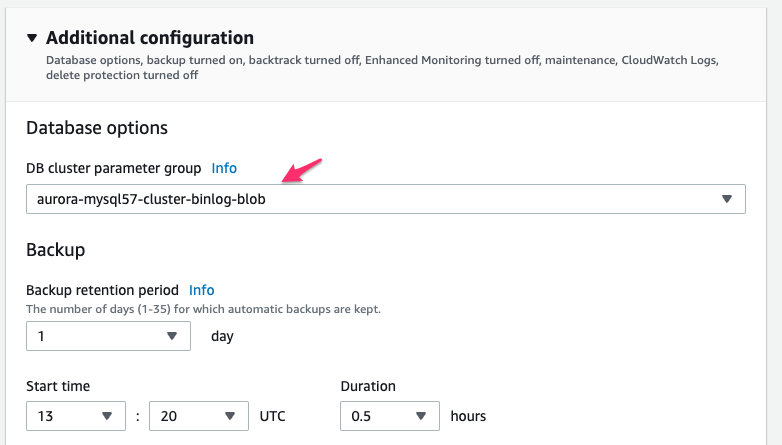 Additional configuration
Database options, backup turned on, backtrack turned off, Enhanced Monitoring turned off, maintenance, CloudWatch Logs,
delete protection turned off
Database options
DB cluster parameter group Info
aurora-mysql57-cluster-binlog-blob
Backup
Backup retention period Info
The number of days (1-35) for which automatic backups are kept.
1 day
Start time Duration
13 : 20 UTC 0.5 hours